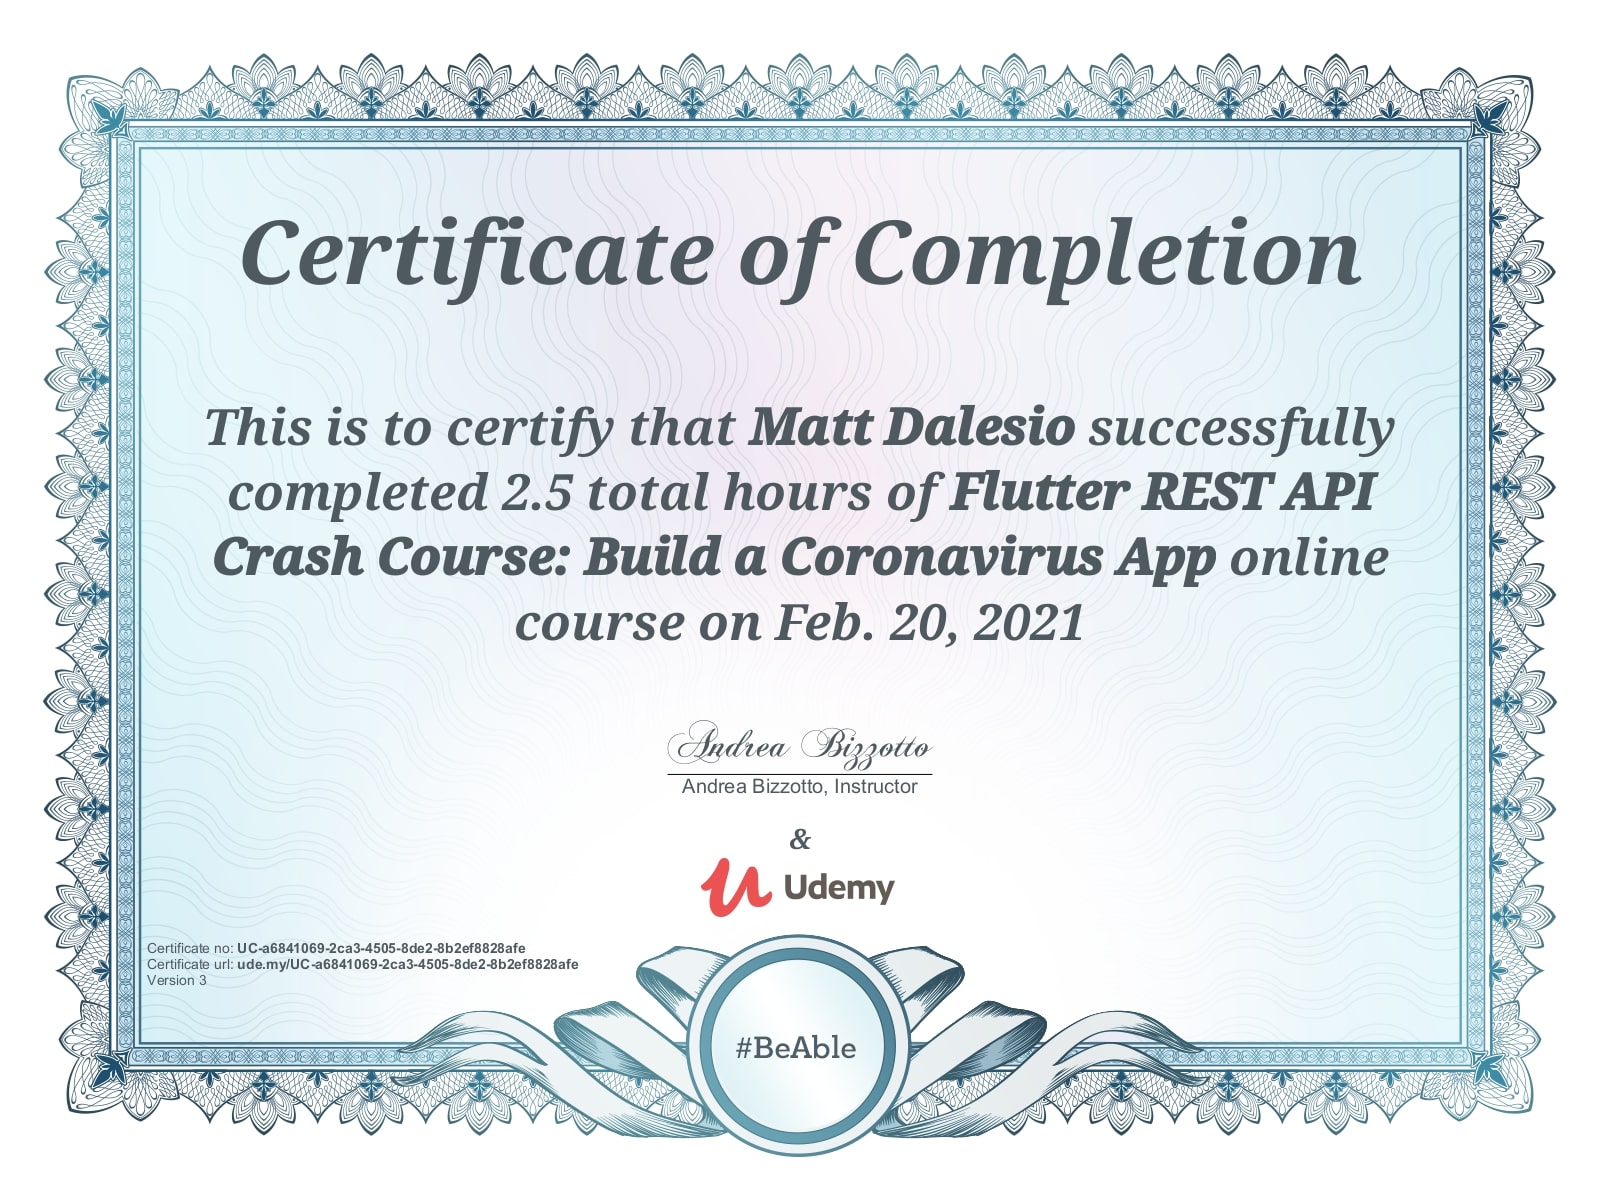 Certificate of Completion
This is to certify that Matt Dalesio successfully
completed 2.5 total hours of Flutter REST API
Crash Course: Build a Coronavirus App online
course on Feb. 20, 2021
Andrea Bizzotto
Andrea Bizzotto, Instructor
&
Udemy
Certificate no: UC-a6841069-2ca3-4505-8de2-8b2ef8828afe
Certificate url: ude.my/UC-a6841069-2ca3-4505-8de2-8b2ef8828afe
Version 3
#BeAble